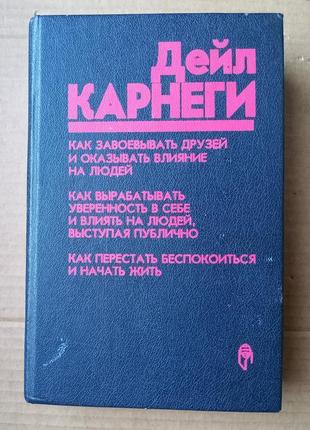 Дейл
КАРНЕГИ
КАК ЗАВОЕВЫВАТЬ ДРУЗЕЙ
И ОКАЗЫВАТЬ ВЛИЯНИЕ
НА ЛЮДЕЙ
КАК ВЫРАБАТЫВАТЬ
УВЕРЕННОСТЬ В СЕБЕ
И ВЛИЯТЬ НА ЛЮДЕЙ,
ВЫСТУПАЯ ПУБЛИЧНО
КАК ПЕРЕСТАТЬ БЕСПОКОИТЬСЯ
И НАЧАТЬ ЖИТЬ